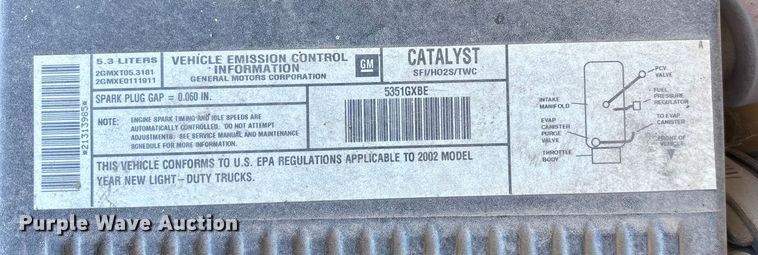 5.3 LITERS
2GMXT05.3181
2GMXE0111911
VEHICLE EMISSION CONTROL
INFORMATION
GENERAL MOTORS CORPORATION
GM
CATALYST
SFI/HO2S/TWC
SPARK PLUG GAP = 0.060 IN.
NOTE: ENGINE SPARK TIMING AND IDLE SPEEDS ARE
AUTOMATICALLY CONTROLLED. DO NOT ATTEMPT
ADJUSTMENTS. SEE SERVICE MANUAL AND MAINTENANCE
SCHEDULE FOR MORE INFORMATION.
5351GXBE
*21313985*
THIS VEHICLE CONFORMS TO U.S. EPA REGULATIONS APPLICABLE TO 2002 MODEL
YEAR NEW LIGHT-DUTY TRUCKS.
A
PCV
VALVE
INTAKE
MANIFOLD
FUEL
PRESSURE
REGULATOR
EVAP
CANISTER
PURGE
VALVE
TO EVAP
CANISTER
THROTTLE
BODY
FRONT OF
VEHICLE
Purple Wave Auction